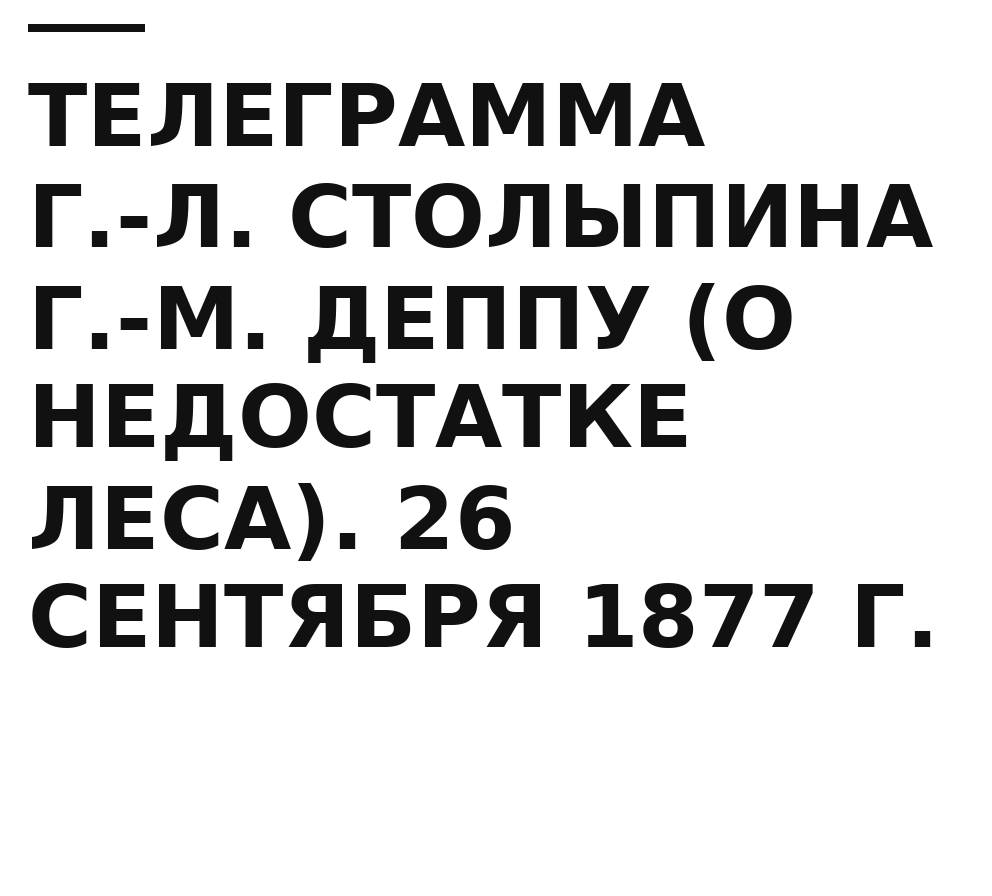 ТЕЛЕГРАММА
Г.-Л. СТОЛЫПИНА
Г.-М. ДЕППУ (О
НЕДОСТАТКЕ
ЛЕСА). 26
СЕНТЯБРЯ 1877 Г.